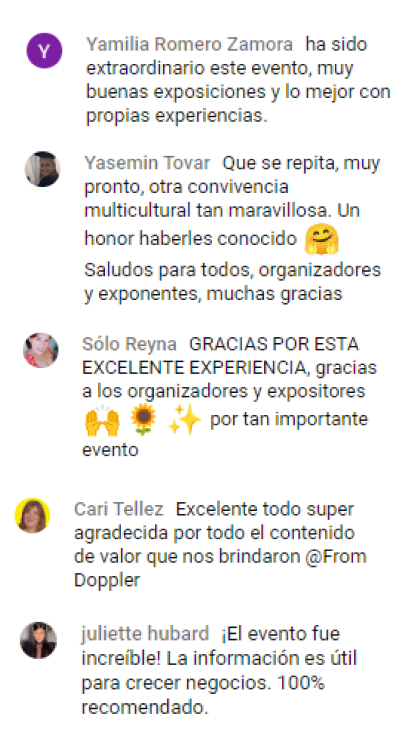 Y
Yamilia Romero Zamora ha sido
extraordinario este evento, muy
buenas exposiciones y lo mejor con
propias experiencias.
Yasemin Tovar Que se repita, muy
pronto, otra convivencia
multicultural tan maravillosa. Un
honor haberles conocido 🤗
Saludos para todos, organizadores
y exponentes, muchas gracias
Sólo Reyna GRACIAS POR ESTA
EXCELENTE EXPERIENCIA, gracias
a los organizadores y expositores
🙌 🌻 ✨ por tan importante
evento
Cari Tellez Excelente todo super
agradecida por todo el contenido
de valor que nos brindaron @From
Doppler
juliette hubard ¡El evento fue
increíble! La información es útil
para crecer negocios. 100%
recomendado.